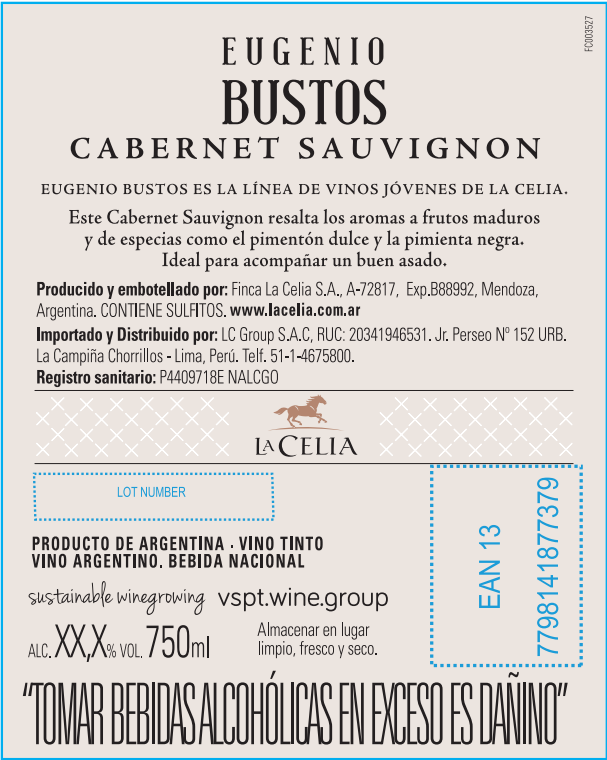 FC003527
EUGENIO
BUSTOS
CABERNET SAUVIGNON
EUGENIO BUSTOS ES LA LÍNEA DE VINOS JÓVENES DE LA CELIA.
Este Cabernet Sauvignon resalta los aromas a frutos maduros
y de especias como el pimentón dulce y la pimienta negra.
Ideal para acompañar un buen asado.
Producido y embotellado por: Finca La Celia S.A., A-72817, Exp.B88992, Mendoza,
Argentina. CONTIENE SULFITOS. www.lacelia.com.ar
Importado y Distribuido por: LC Group S.A.C, RUC: 20341946531. Jr. Perseo Nº 152 URB.
La Campiña Chorrillos - Lima, Perú. Telf. 51-1-4675800.
Registro sanitario: P4409718E NALCGO
LA CELIA
LOT NUMBER
PRODUCTO DE ARGENTINA · VINO TINTO
VINO ARGENTINO. BEBIDA NACIONAL
sustainable winegrowing vspt.wine.group
ALC. XX,X% VOL. 750ml
Almacenar en lugar
limpio, fresco y seco.
EAN 13
7798141877379
“TOMAR BEBIDAS ALCOHÓLICAS EN EXCESO ES DAÑINO”